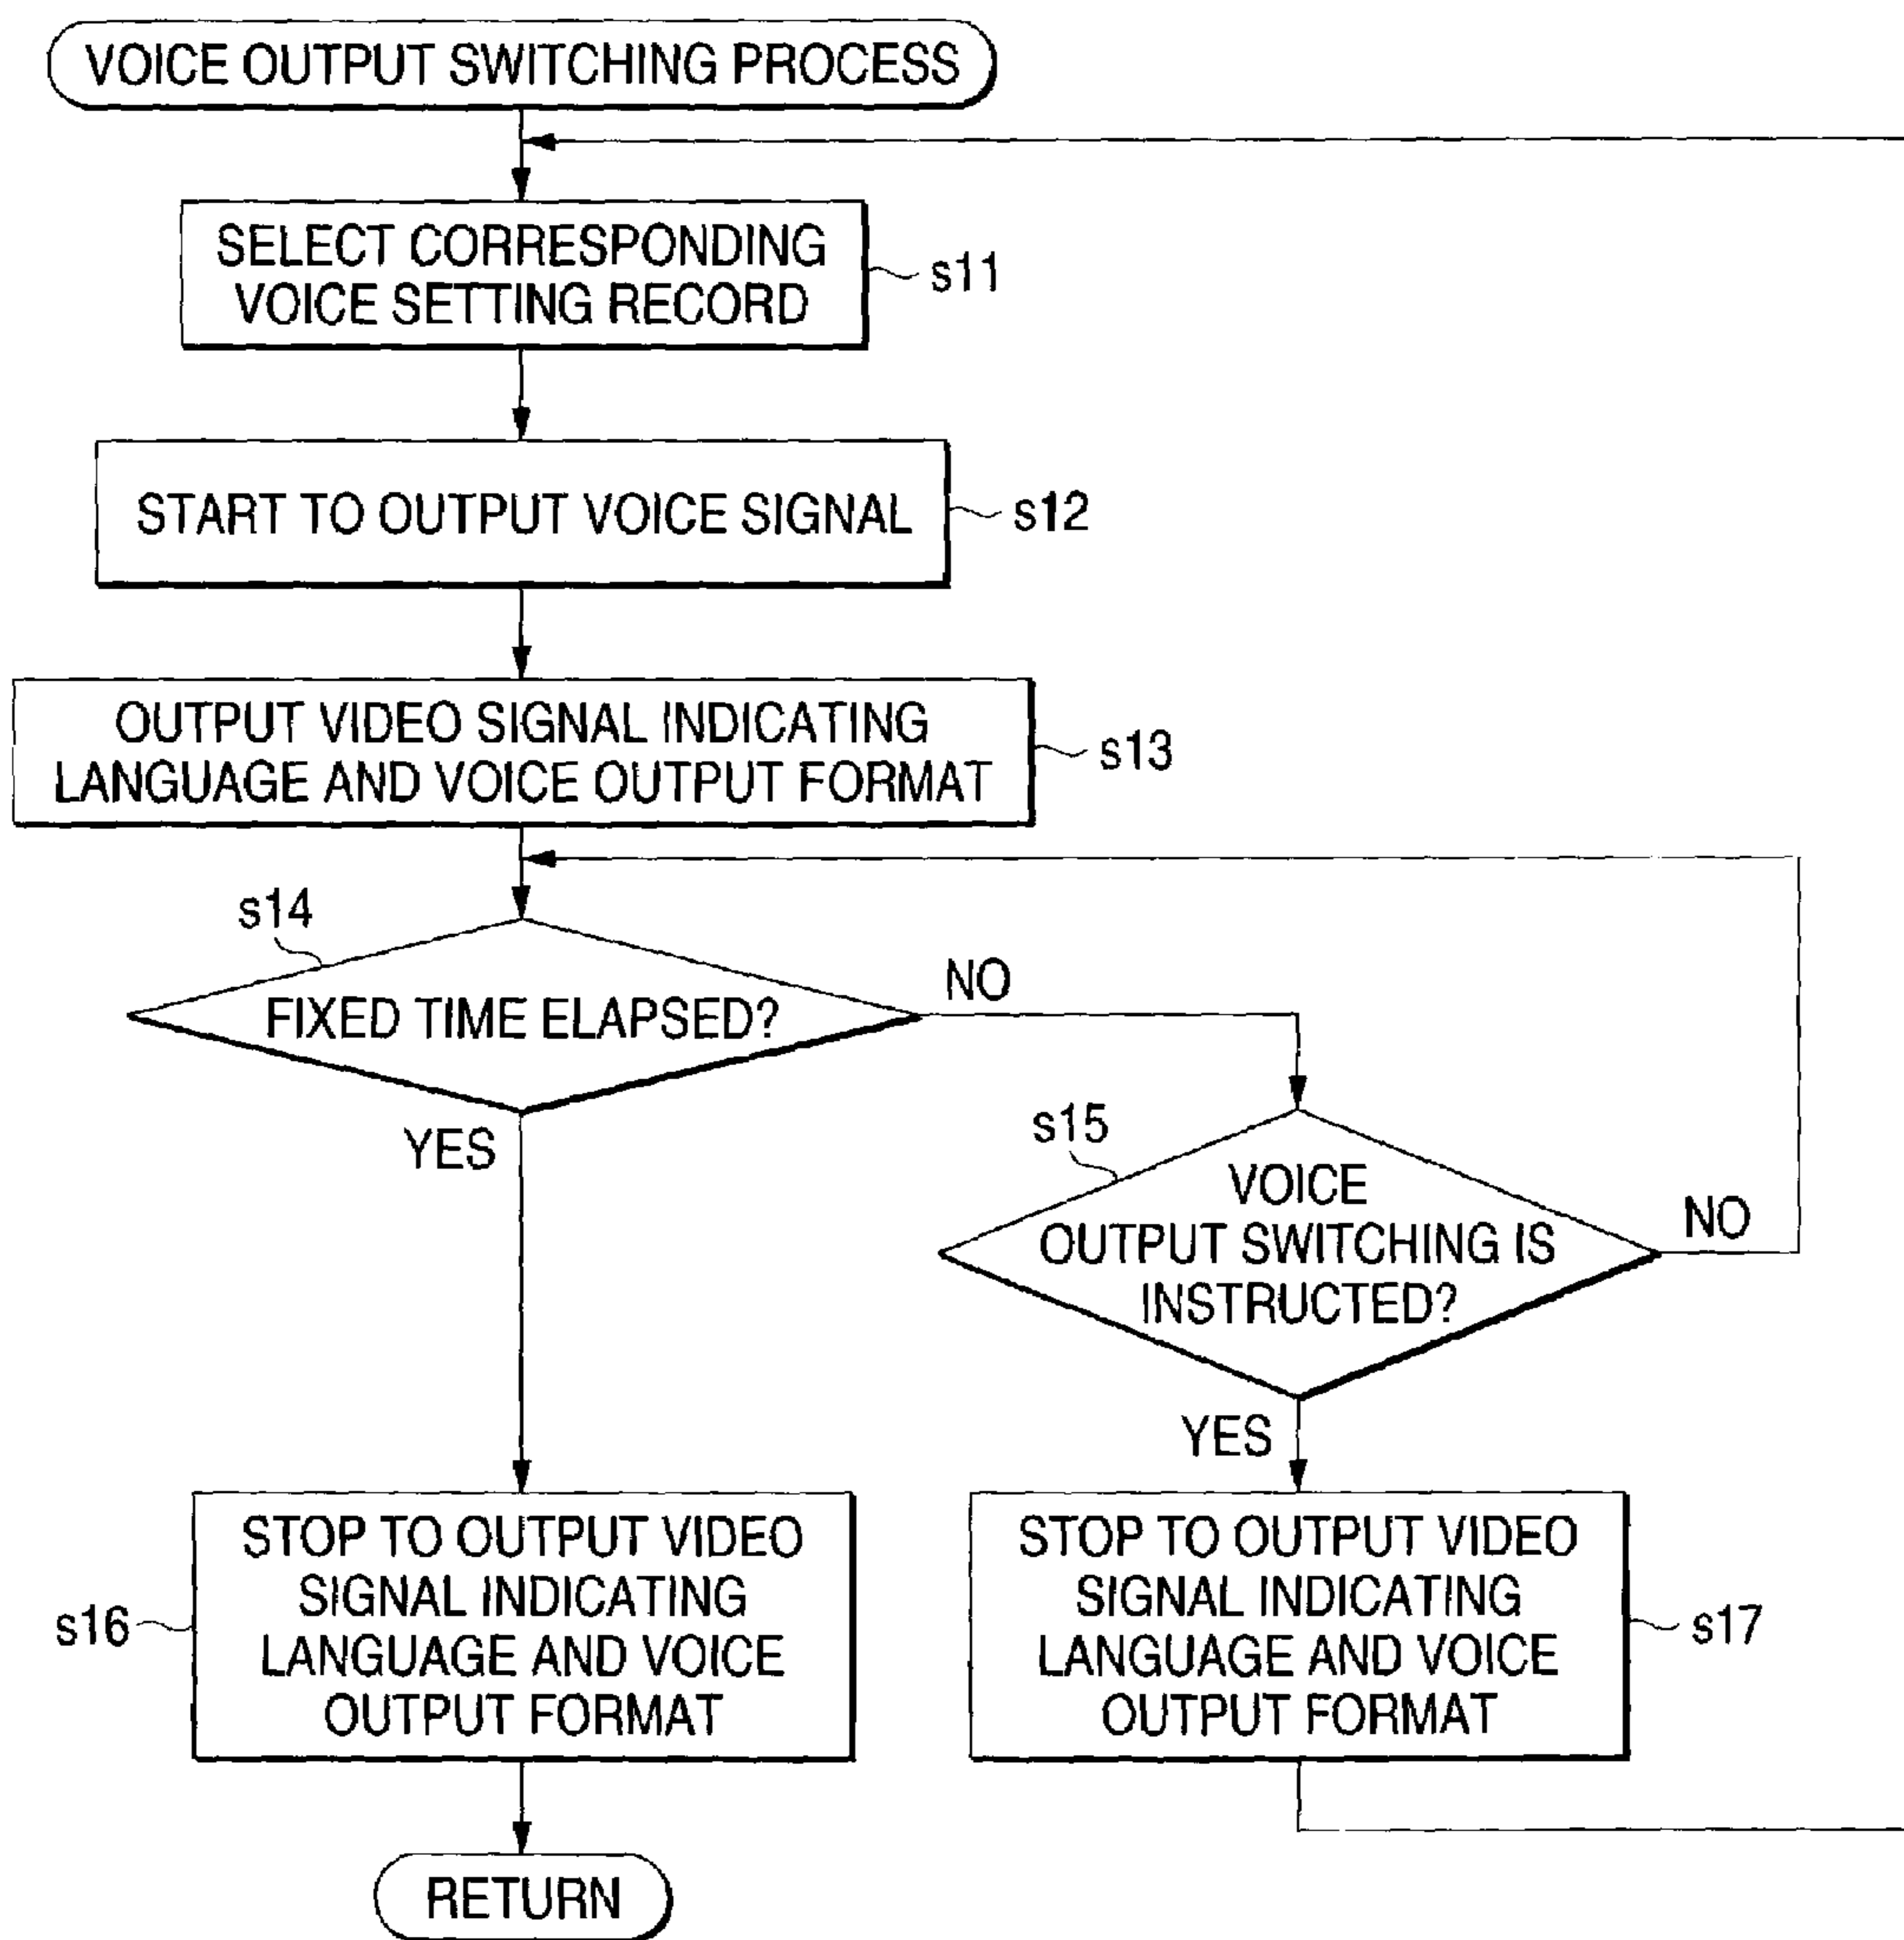 VOICE OUTPUT SWITCHING PROCESS
SELECT CORRESPONDING
VOICE SETTING RECORD
s11
START TO OUTPUT VOICE SIGNAL
s12
OUTPUT VIDEO SIGNAL INDICATING
LANGUAGE AND VOICE OUTPUT FORMAT
s13
s14
FIXED TIME ELAPSED?
NO
YES
s15
VOICE
OUTPUT SWITCHING IS
INSTRUCTED?
NO
YES
STOP TO OUTPUT VIDEO
SIGNAL INDICATING
LANGUAGE AND VOICE
OUTPUT FORMAT
s16
STOP TO OUTPUT VIDEO
SIGNAL INDICATING
LANGUAGE AND VOICE
OUTPUT FORMAT
s17
RETURN